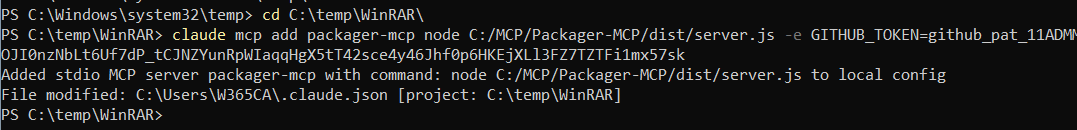 PS C:\Windows\system32\temp> cd C:\temp\WinRAR\
PS C:\temp\WinRAR> claude mcp add packager-mcp node C:/MCP/Packager-MCP/dist/server.js -e GITHUB_TOKEN=github_pat_11ADMM
OJI0nzNbLt6Uf7dP_tCJNZYunRpWIaqqHgX5tT42sce4y46Jhf0p6HKEjXLl3FZ7TZTFi1mx57sk
Added stdio MCP server packager-mcp with command: node C:/MCP/Packager-MCP/dist/server.js to local config
File modified: C:\Users\W365CA\.claude.json [project: C:\temp\WinRAR]
PS C:\temp\WinRAR>